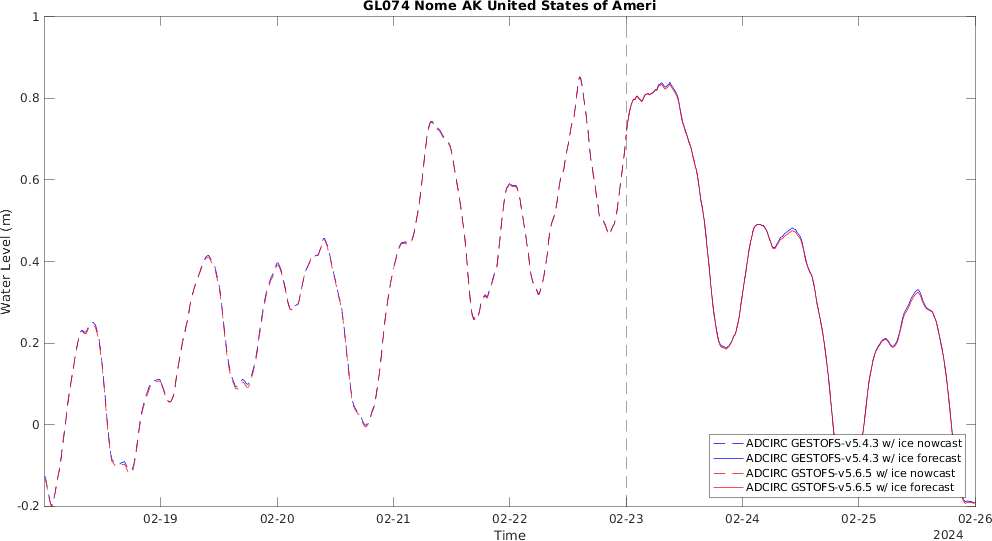 GL074 Nome AK United States of Ameri
1
0.8
0.6
0.4
0.2
0
-0.2
Water Level (m)
02-19 02-20 02-21 02-22 02-23 02-24 02-25 02-26
Time
2024
ADCIRC GESTOFS-v5.4.3 w/ ice nowcast
ADCIRC GESTOFS-v5.4.3 w/ ice forecast
ADCIRC GSTOFS-v5.6.5 w/ ice nowcast
ADCIRC GSTOFS-v5.6.5 w/ ice forecast